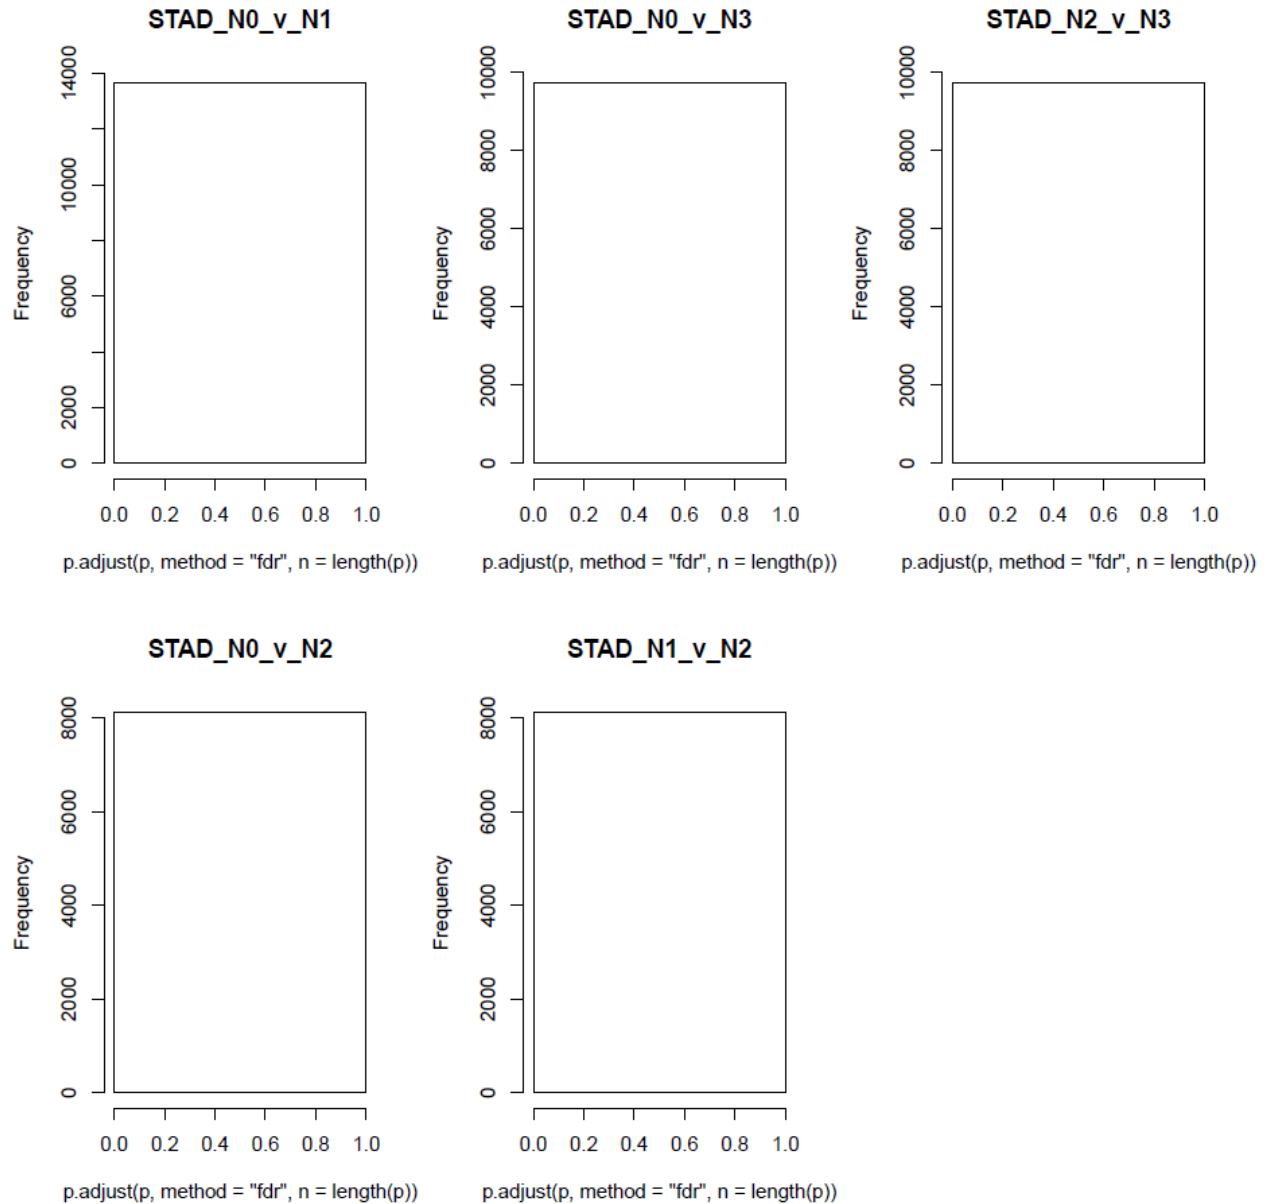 STAD_N0_v_N1
Frequency
0 2000 6000 10000 14000
0.0 0.2 0.4 0.6 0.8 1.0
p.adjust(p, method = "fdr", n = length(p))
STAD_N0_v_N3
Frequency
0 2000 4000 6000 8000 10000
0.0 0.2 0.4 0.6 0.8 1.0
p.adjust(p, method = "fdr", n = length(p))
STAD_N2_v_N3
Frequency
0 2000 4000 6000 8000 10000
0.0 0.2 0.4 0.6 0.8 1.0
p.adjust(p, method = "fdr", n = length(p))
STAD_N0_v_N2
Frequency
0 2000 4000 6000 8000
0.0 0.2 0.4 0.6 0.8 1.0
p.adjust(p, method = "fdr", n = length(p))
STAD_N1_v_N2
Frequency
0 2000 4000 6000 8000
0.0 0.2 0.4 0.6 0.8 1.0
p.adjust(p, method = "fdr", n = length(p))